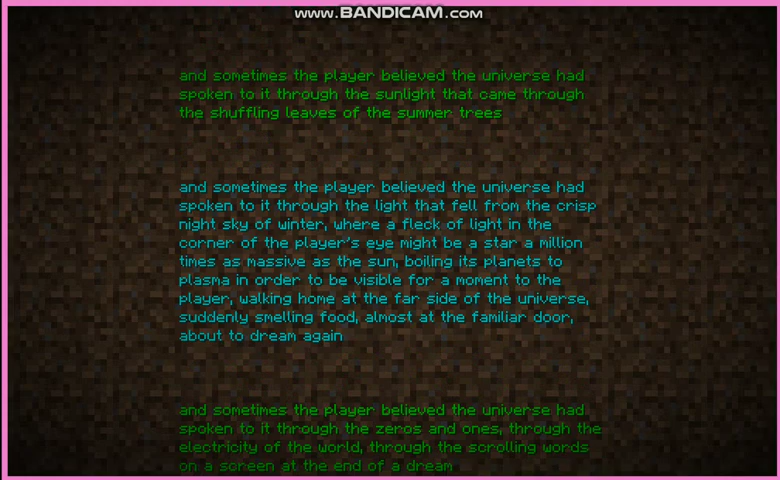 www.BANDICAM.com
and sometimes the player believed the universe had
spoken to it through the sunlight that came through
the shuffling leaves of the summer trees
and sometimes the player believed the universe had
spoken to it through the light that fell from the crisp
night sky of winter, where a fleck of light in the
corner of the player's eye might be a star a million
times as massive as the sun, boiling its planets to
plasma in order to be visible for a moment to the
player, walking home at the far side of the universe,
suddenly smelling food, almost at the familiar door,
about to dream again
and sometimes the player believed the universe had
spoken to it through the zeros and ones, through the
electricity of the world, through the scrolling words
on a screen at the end of a dream